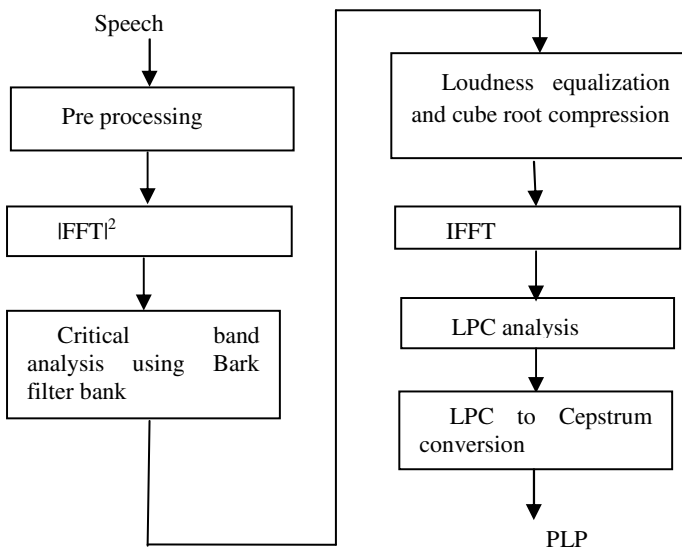 Speech
Pre processing
|FFT|²
Critical band
analysis using Bark
filter bank
Loudness equalization
and cube root compression
IFFT
LPC analysis
LPC to Cepstrum
conversion
PLP